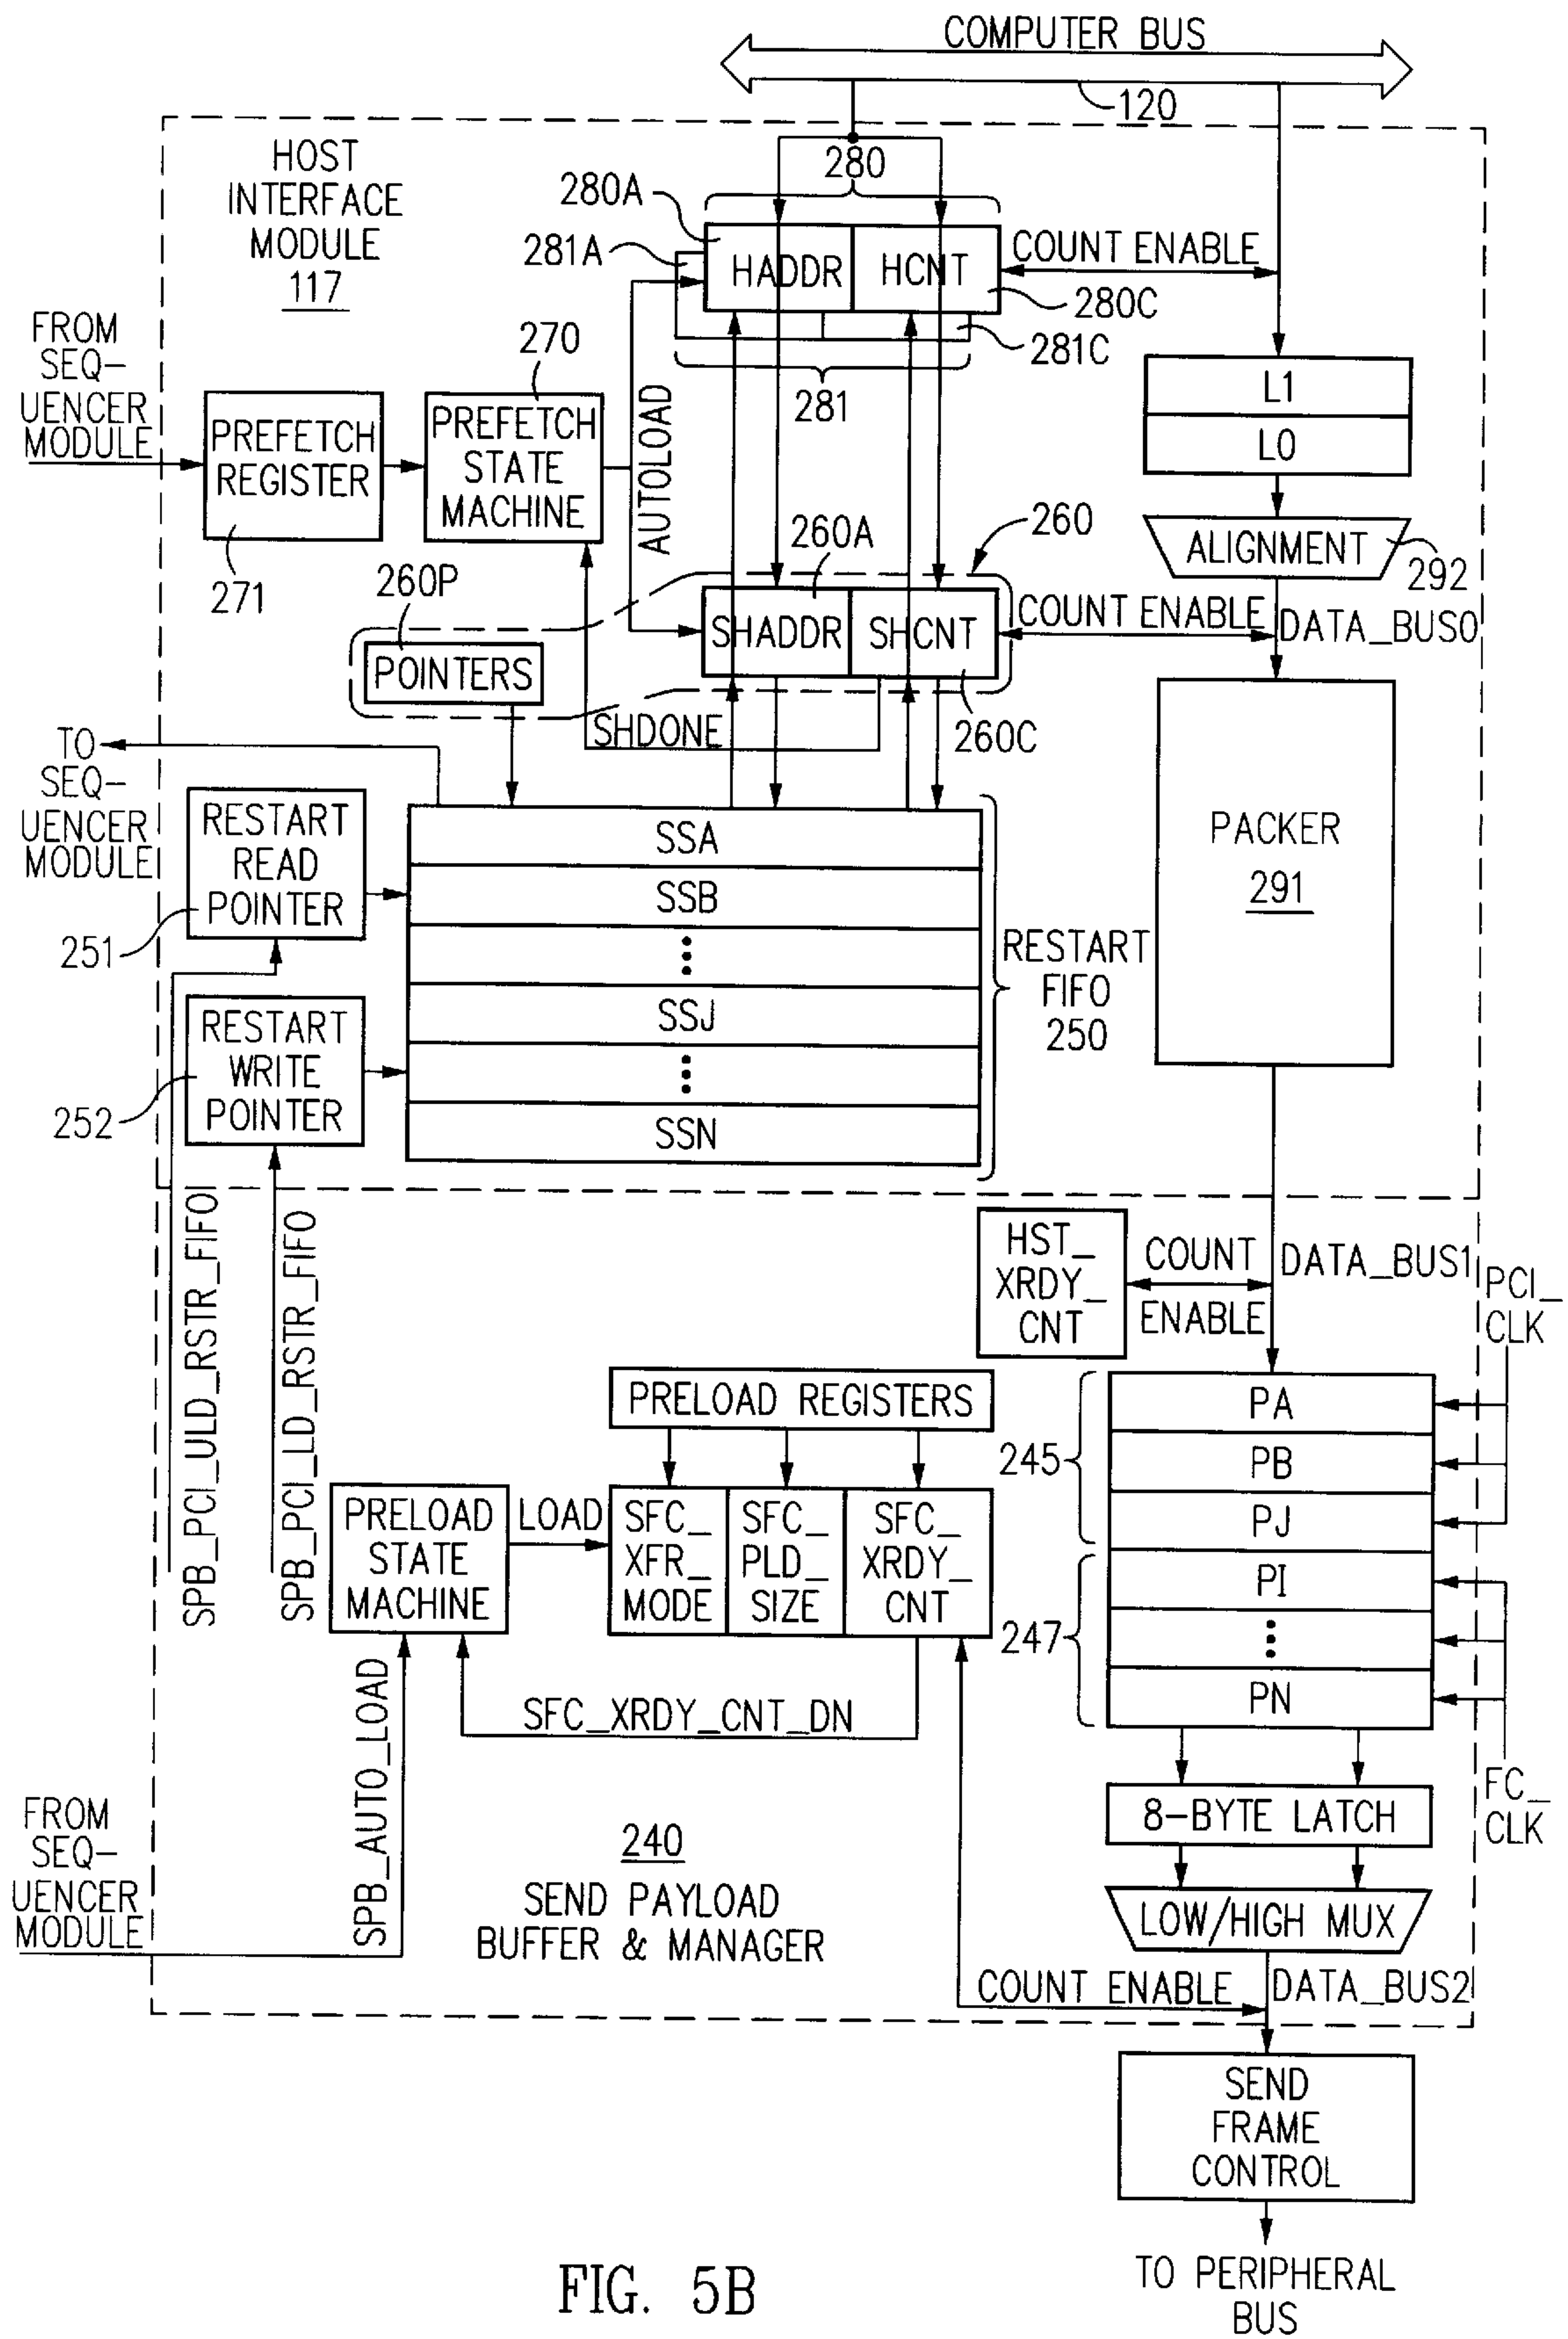 COMPUTER BUS
120
HOST
INTERFACE
MODULE
117
280
280A
281A
HADDR
HCNT
COUNT ENABLE
280C
281C
281
FROM
SEQ-
UENCER
MODULE
PREFETCH
REGISTER
271
270
PREFETCH
STATE
MACHINE
AUTOLOAD
L1
L0
ALIGNMENT
292
260
260A
260P
POINTERS
SHADDR
SHCNT
COUNT ENABLE
DATA_BUS0
SHDONE
260C
TO
SEQ-
UENCER
MODULE
RESTART
READ
POINTER
251
RESTART
WRITE
POINTER
252
SSA
SSB
SSJ
SSN
RESTART
FIFO
250
PACKER
291
SPB_PCI_ULD_RSTR_FIFO
SPB_PCI_LD_RSTR_FIFO
HST_
XRDY_
CNT
COUNT
ENABLE
DATA_BUS1
PCI_
CLK
PRELOAD REGISTERS
PRELOAD
STATE
MACHINE
LOAD
SFC_
XFR_
MODE
SFC_
PLD_
SIZE
SFC_
XRDY_
CNT
SFC_XRDY_CNT_DN
245
PA
PB
PJ
247
PI
PN
8-BYTE LATCH
FC_
CLK
LOW/HIGH MUX
FROM
SEQ-
UENCER
MODULE
SPB_AUTO_LOAD
240
SEND PAYLOAD
BUFFER & MANAGER
COUNT ENABLE
DATA_BUS2
SEND
FRAME
CONTROL
TO PERIPHERAL
BUS
FIG. 5B